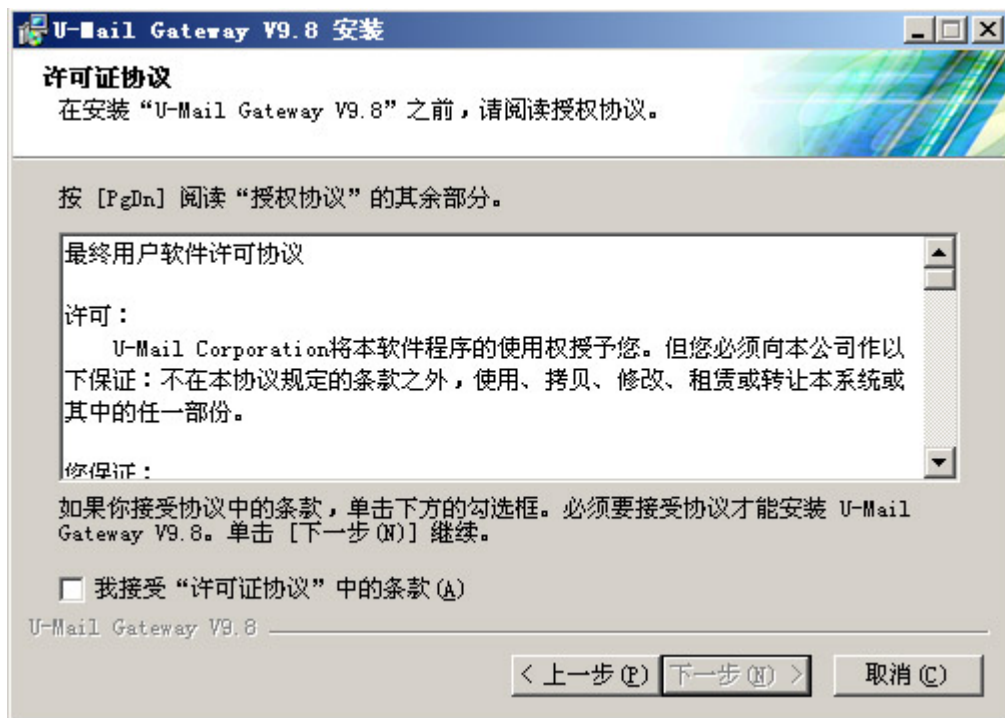 U-Mail Gateway V9.8 安装
许可证协议
在安装“U-Mail Gateway V9.8”之前，请阅读授权协议。
按 [PgDn] 阅读“授权协议”的其余部分。
最终用户软件许可协议
许可：
U-Mail Corporation将本软件程序的使用权授予您。但您必须向本公司作以
下保证：不在本协议规定的条款之外，使用、拷贝、修改、租赁或转让本系统或
其中的任一部份。
您保证：
如果你接受协议中的条款，单击下方的勾选框。必须要接受协议才能安装 U-Mail
Gateway V9.8。单击 [下一步(N)] 继续。
我接受“许可证协议”中的条款(A)
U-Mail Gateway V9.8
< 上一步(P) 下一步(N) > 取消(C)